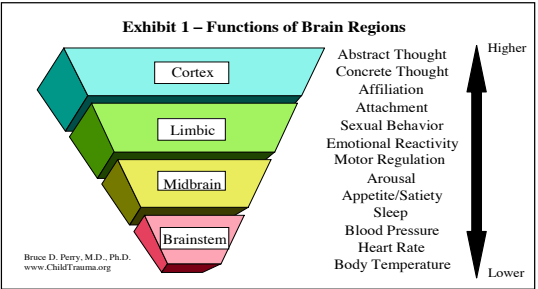 Exhibit 1 – Functions of Brain Regions
Cortex
Limbic
Midbrain
Brainstem
Abstract Thought
Concrete Thought
Affiliation
Attachment
Sexual Behavior
Emotional Reactivity
Motor Regulation
Arousal
Appetite/Satiety
Sleep
Blood Pressure
Heart Rate
Body Temperature
Higher
Lower
Bruce D. Perry, M.D., Ph.D.
www.ChildTrauma.org